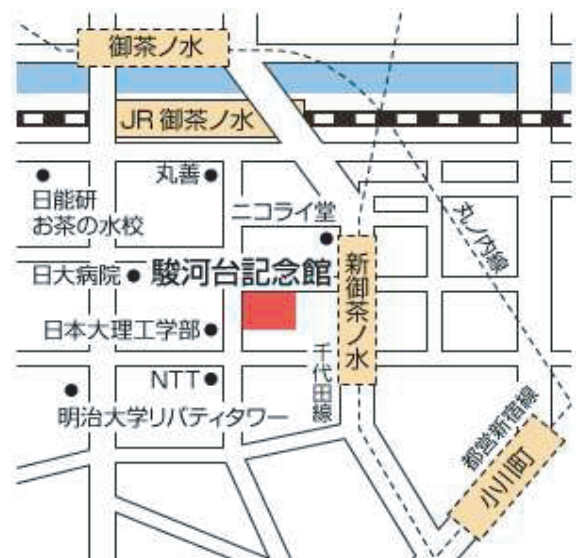 御茶ノ水
JR 御茶ノ水
丸善
日能研
お茶の水校
ニコライ堂
丸ノ内線
日大病院
駿河台記念館
新御茶ノ水
日本大理工学部
千代田線
NTT
明治大学リバティタワー
都営新宿線
小川町